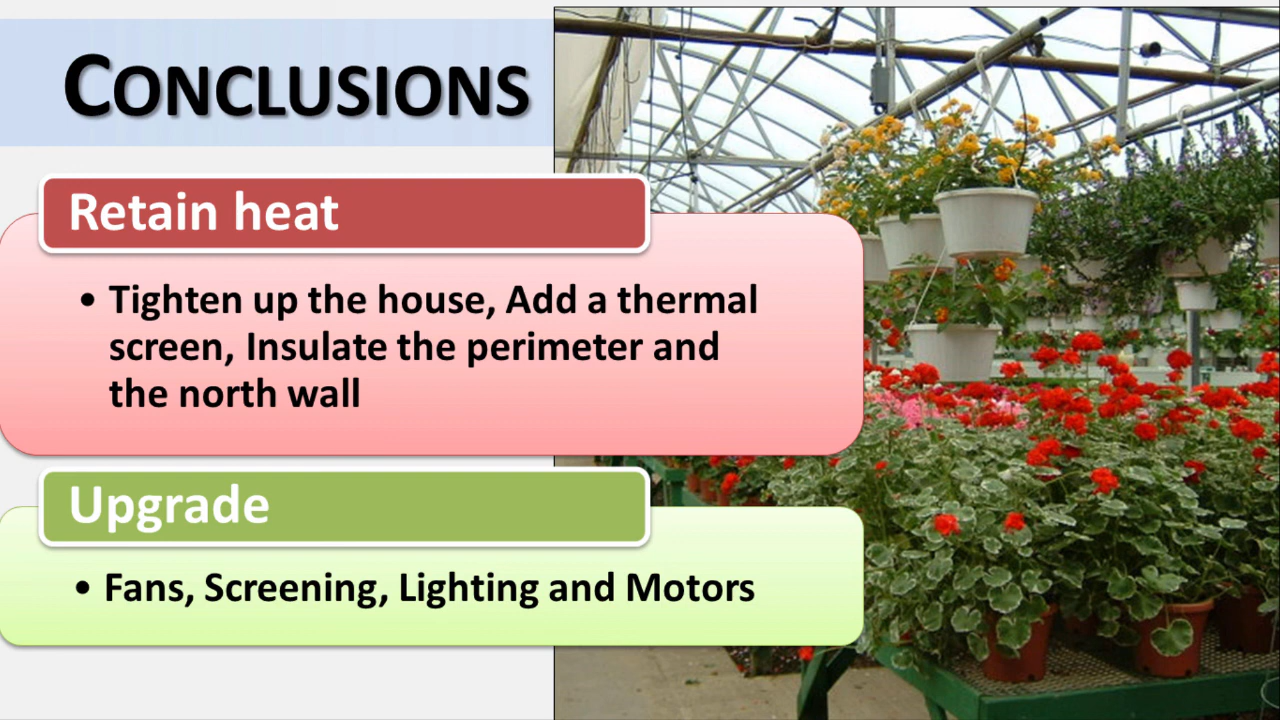 CONCLUSIONS
Retain heat
• Tighten up the house, Add a thermal
screen, Insulate the perimeter and
the north wall
Upgrade
• Fans, Screening, Lighting and Motors